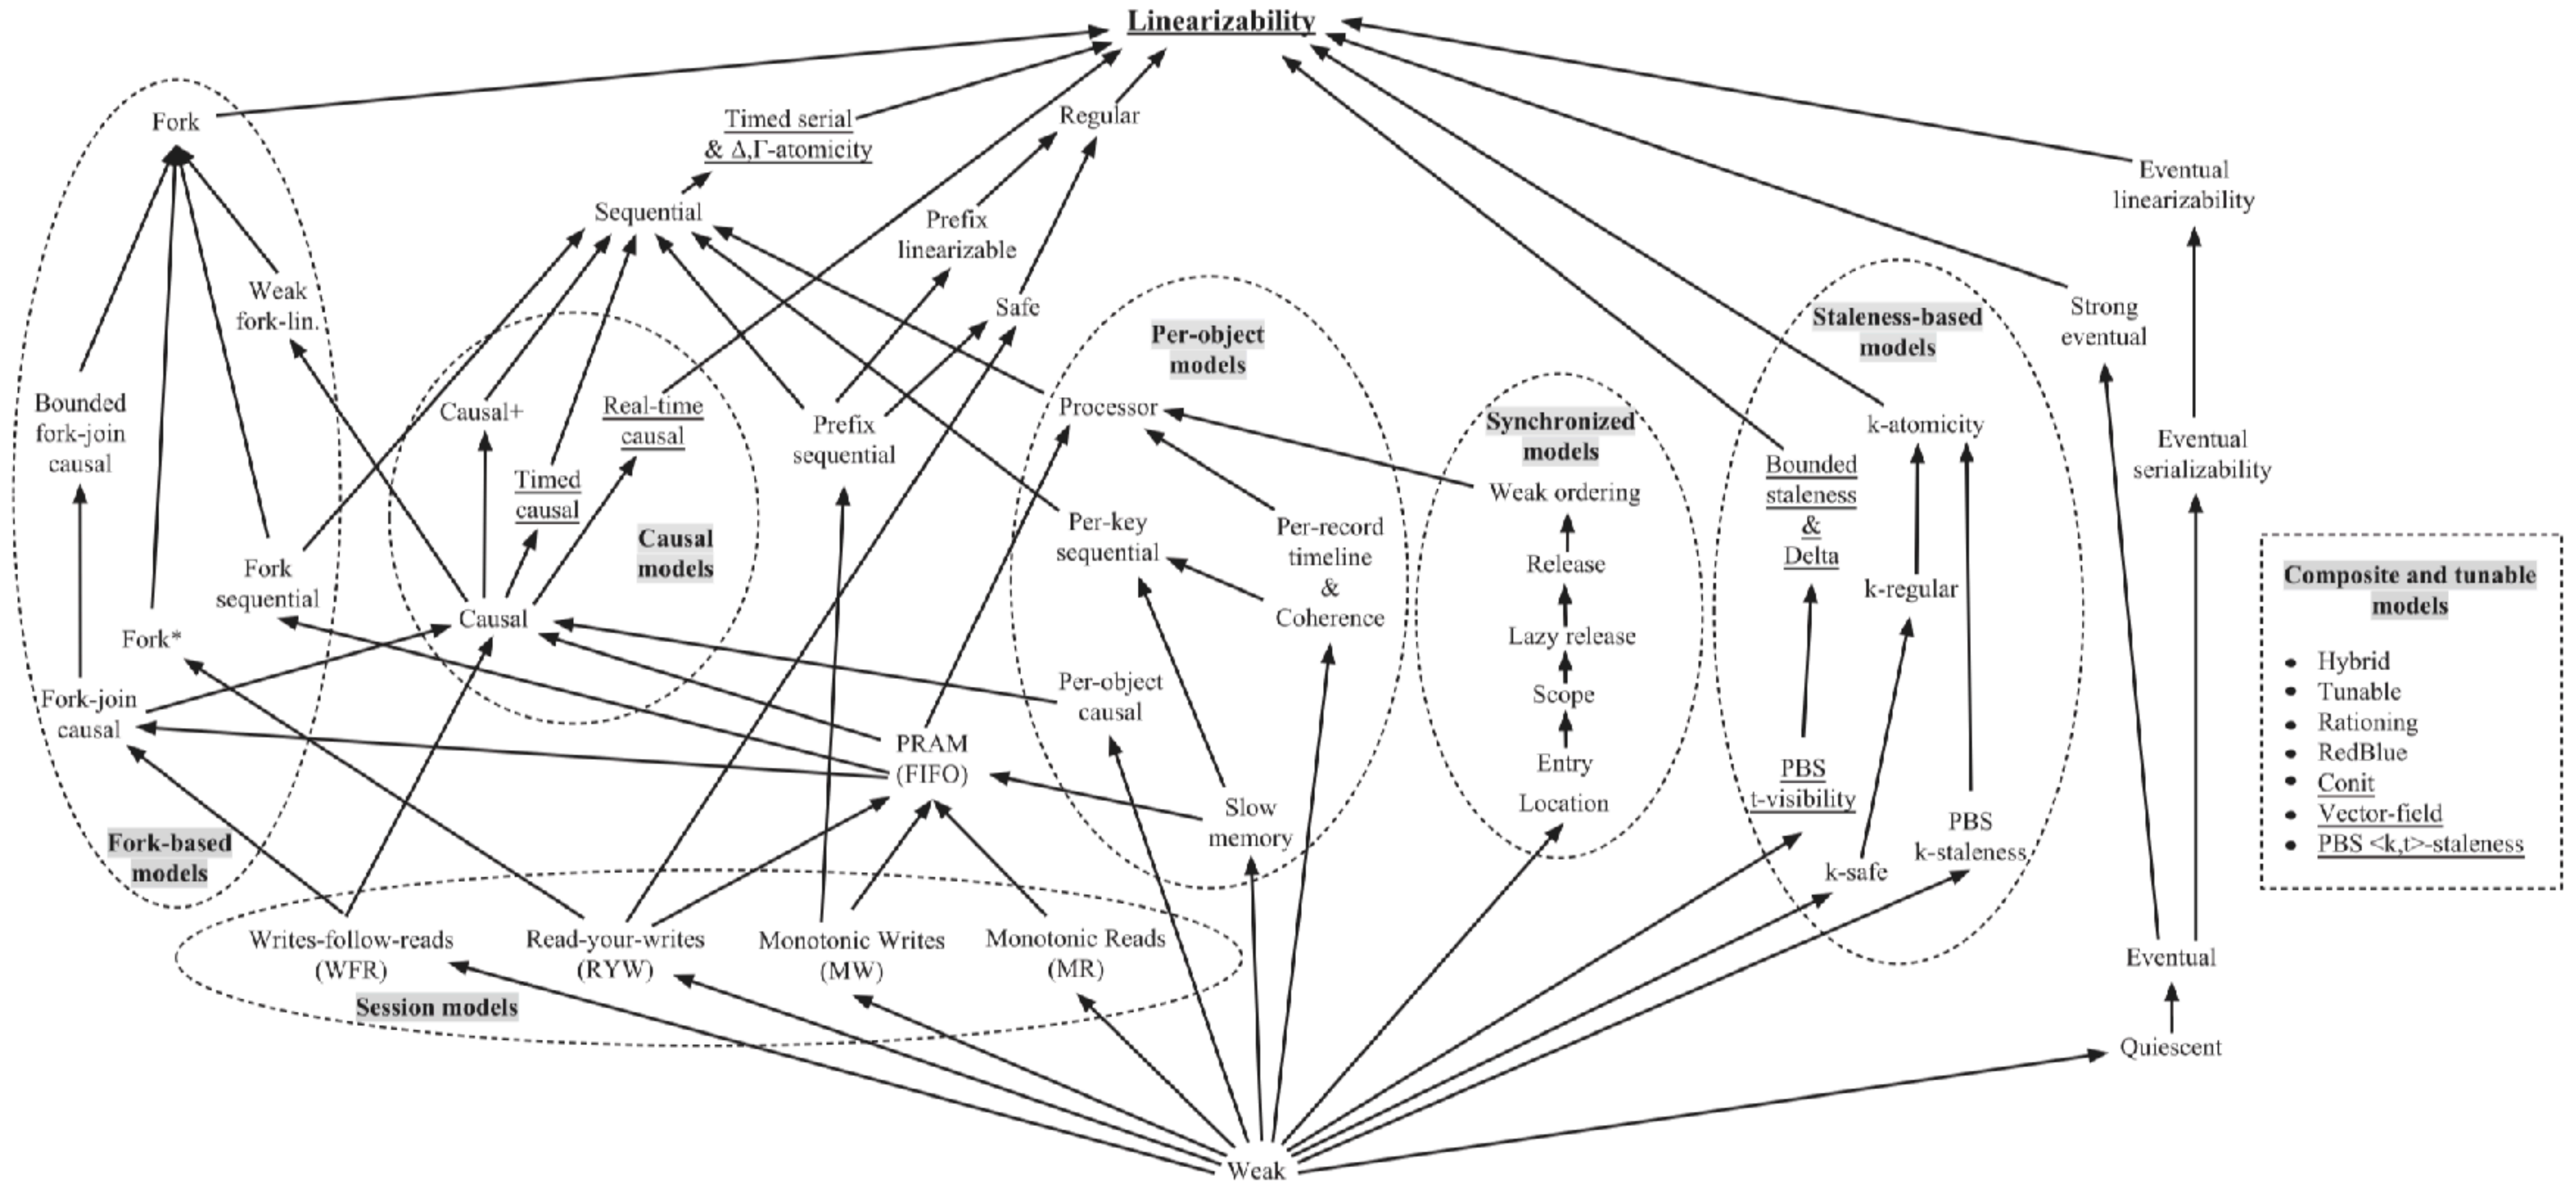 Linearizability
Fork
Timed serial
& Δ,Γ-atomicity
Regular
Eventual
linearizability
Sequential
Prefix
linearizable
Weak
fork-lin.
Safe
Strong
eventual
Staleness-based
models
Per-object
models
Bounded
fork-join
causal
Causal+
Real-time
causal
Prefix
sequential
Processor
Synchronized
models
k-atomicity
Eventual
serializability
Timed
causal
Bounded
staleness
&
Delta
Weak ordering
Causal
models
Per-key
sequential
Per-record
timeline
&
Coherence
Release
k-regular
Fork
sequential
Composite and tunable
models
Fork*
Causal
Lazy release
• Hybrid
• Tunable
• Rationing
• RedBlue
• Conit
• Vector-field
• PBS <k,t>-staleness
Fork-join
causal
Per-object
causal
Scope
PRAM
(FIFO)
Entry
Location
PBS
t-visibility
Slow
memory
PBS
k-staleness
k-safe
Fork-based
models
Writes-follow-reads
(WFR)
Read-your-writes
(RYW)
Monotonic Writes
(MW)
Monotonic Reads
(MR)
Session models
Eventual
Quiescent
Weak